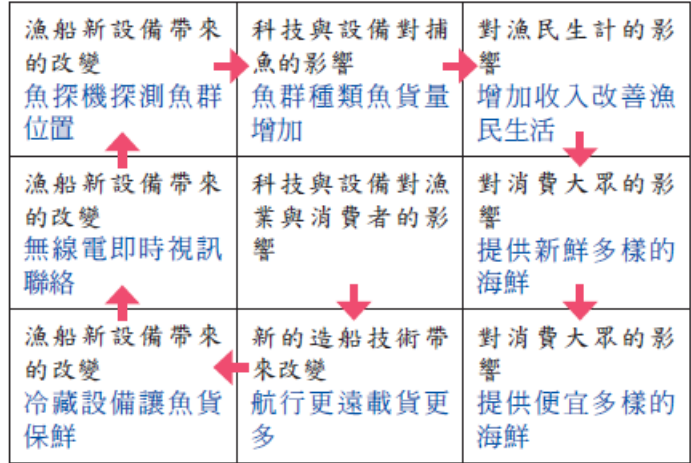 漁船新設備帶來
的改變
魚探機探測魚群
位置
科技與設備對捕
魚的影響
魚群種類魚貨量
增加
對漁民生計的影
響
增加收入改善漁
民生活
漁船新設備帶來
的改變
無線電即時視訊
聯絡
科技與設備對漁
業與消費者的影
響
對消費大眾的影
響
提供新鮮多樣的
海鮮
漁船新設備帶來
的改變
冷藏設備讓魚貨
保鮮
新的造船技術帶
來改變
航行更遠載貨更
多
對消費大眾的影
響
提供便宜多樣的
海鮮